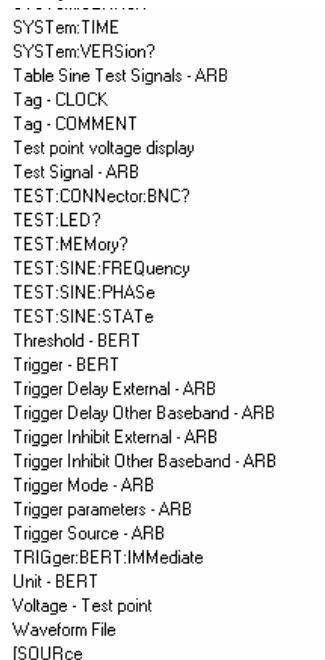 SYSTem:TIME
SYSTem:VERSion?
Table Sine Test Signals - ARB
Tag - CLOCK
Tag - COMMENT
Test point voltage display
Test Signal - ARB
TEST:CONNector:BNC?
TEST:LED?
TEST:MEMory?
TEST:SINE:FREQuency
TEST:SINE:PHASe
TEST:SINE:STATe
Threshold - BERT
Trigger - BERT
Trigger Delay External - ARB
Trigger Delay Other Baseband - ARB
Trigger Inhibit External - ARB
Trigger Inhibit Other Baseband - ARB
Trigger Mode - ARB
Trigger parameters - ARB
Trigger Source - ARB
TRIGger:BERT:IMMediate
Unit - BERT
Voltage - Test point
Waveform File
[SOURce